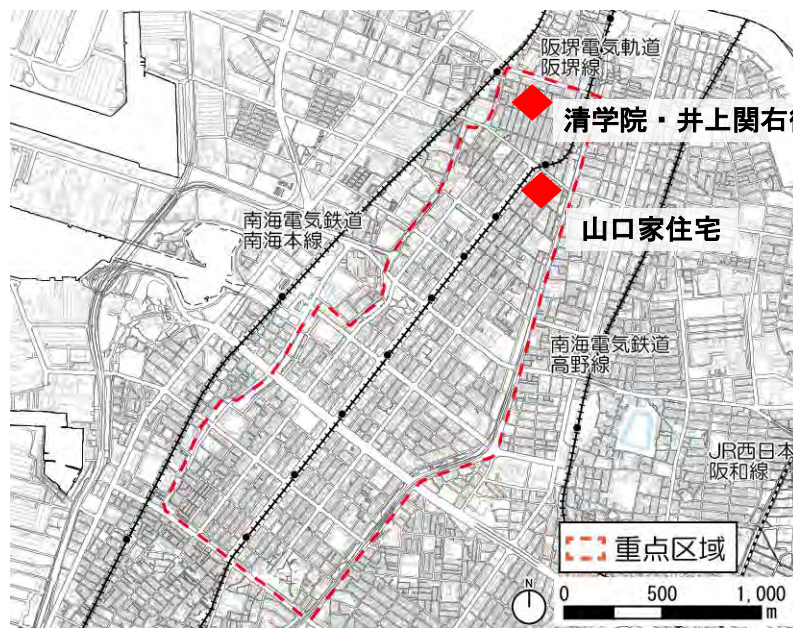 阪堺電気軌道
阪堺線
清学院・井上関右
南海電気鉄道
南海本線
山口家住宅
南海電気鉄道
高野線
JR西日本
阪和線
重点区域
N
0 500 1,000
m